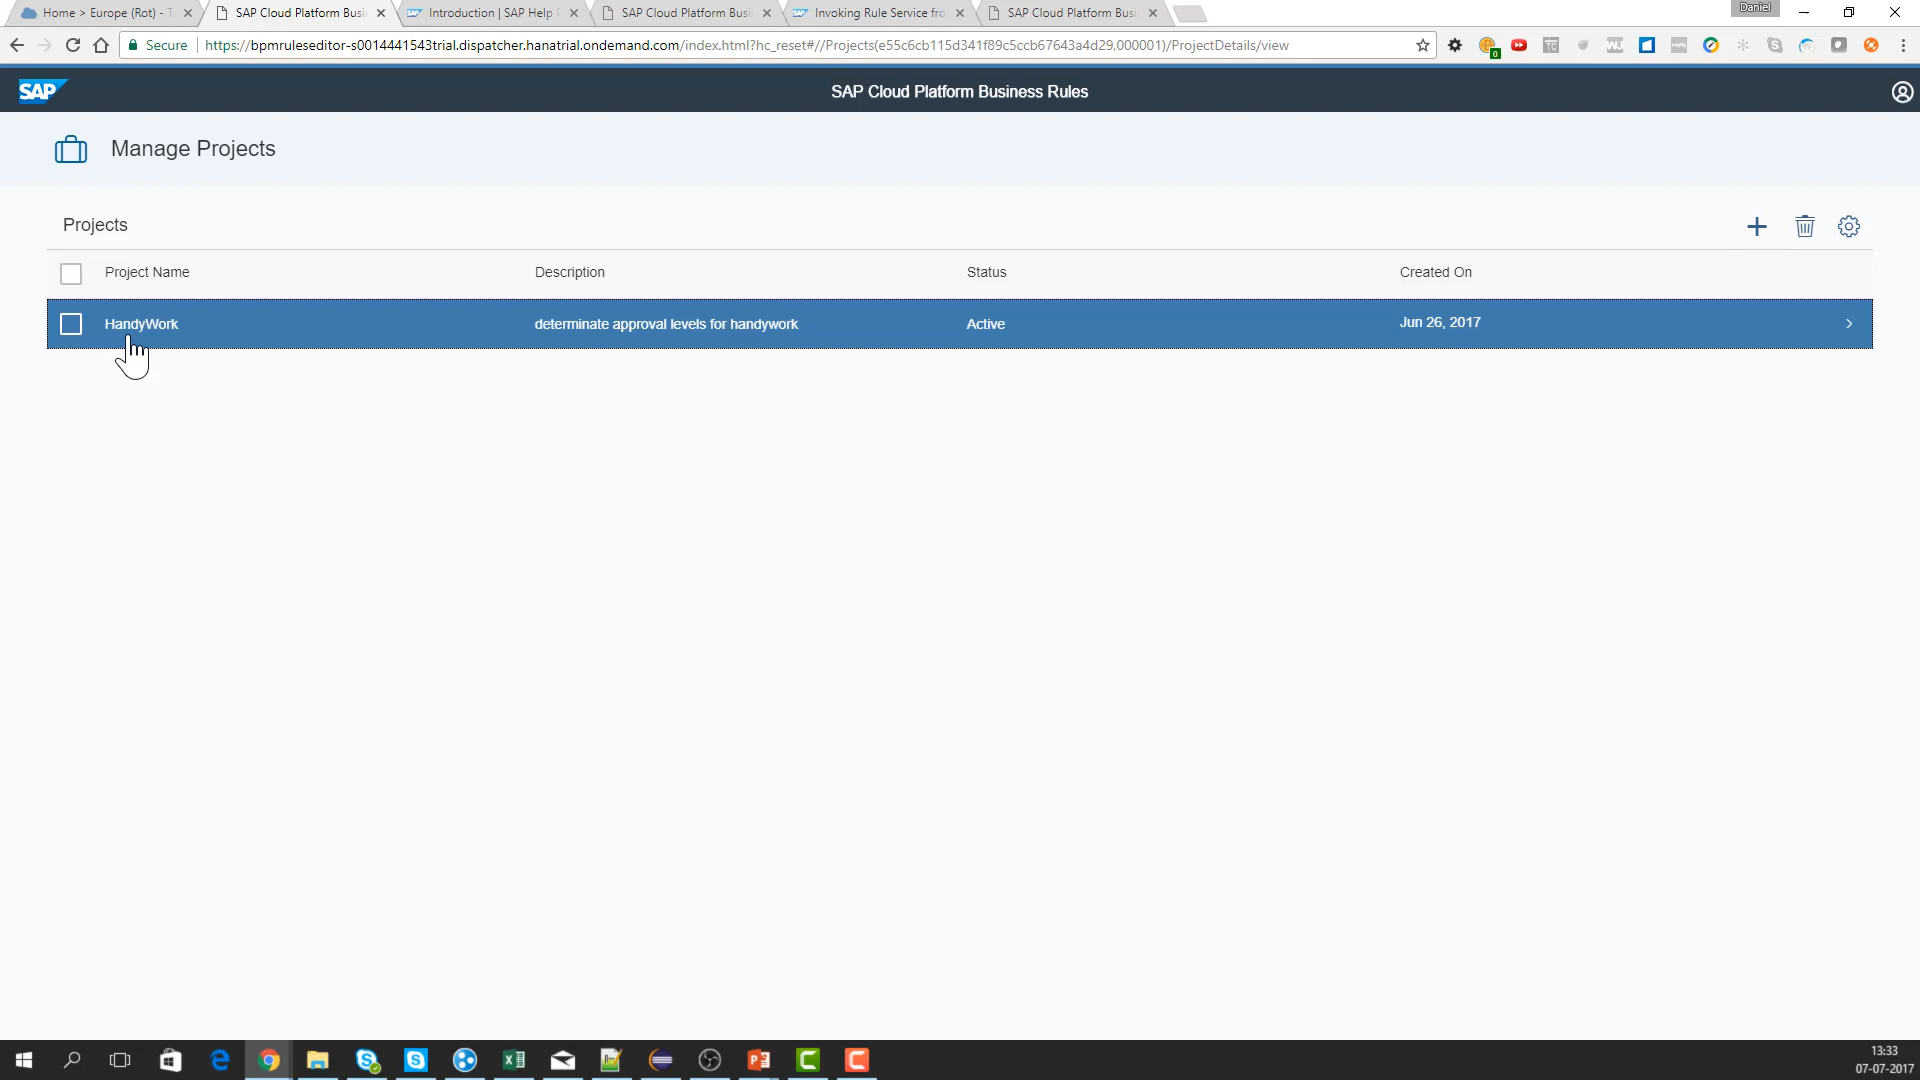 Daniel
Home > Europe (Rot) - T
SAP Cloud Platform Busi
Introduction | SAP Help P
SAP Cloud Platform Busi
Invoking Rule Service fro
SAP Cloud Platform Busi
Secure
https://bpmruleseditor-s0014441543trial.dispatcher.hanatrial.ondemand.com/index.html?hc_reset#//Projects(e55c6cb115d341f89c5ccb67643a4d29,000001)/ProjectDetails/view
SAP
SAP Cloud Platform Business Rules
Manage Projects
Projects
Project Name
Description
Status
Created On
HandyWork
determinate approval levels for handywork
Active
Jun 26, 2017
13:33
07-07-2017